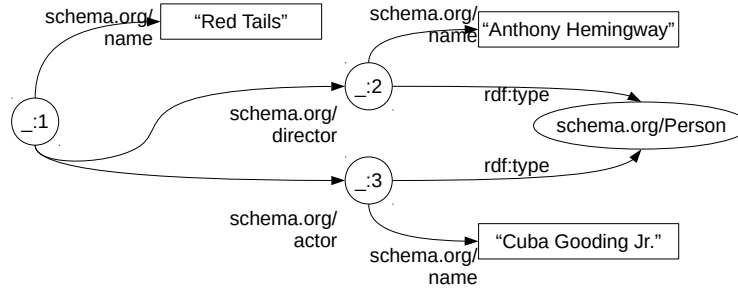 schema.org/
name
“Red Tails”
schema.org/
name
“Anthony Hemingway”
_:1
_:2
rdf:type
schema.org/
director
schema.org/Person
_:3
rdf:type
schema.org/
actor
schema.org/
name
“Cuba Gooding Jr.”